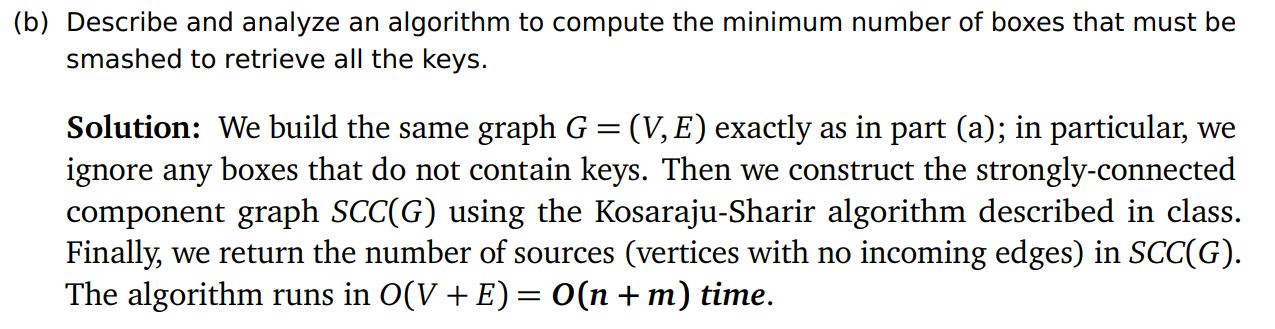 (b) Describe and analyze an algorithm to compute the minimum number of boxes that must be
smashed to retrieve all the keys.
Solution: We build the same graph G = (V, E) exactly as in part (a); in particular, we
ignore any boxes that do not contain keys. Then we construct the strongly-connected
component graph SCC(G) using the Kosaraju-Sharir algorithm described in class.
Finally, we return the number of sources (vertices with no incoming edges) in SCC(G).
The algorithm runs in O(V + E) = O(n + m) time.